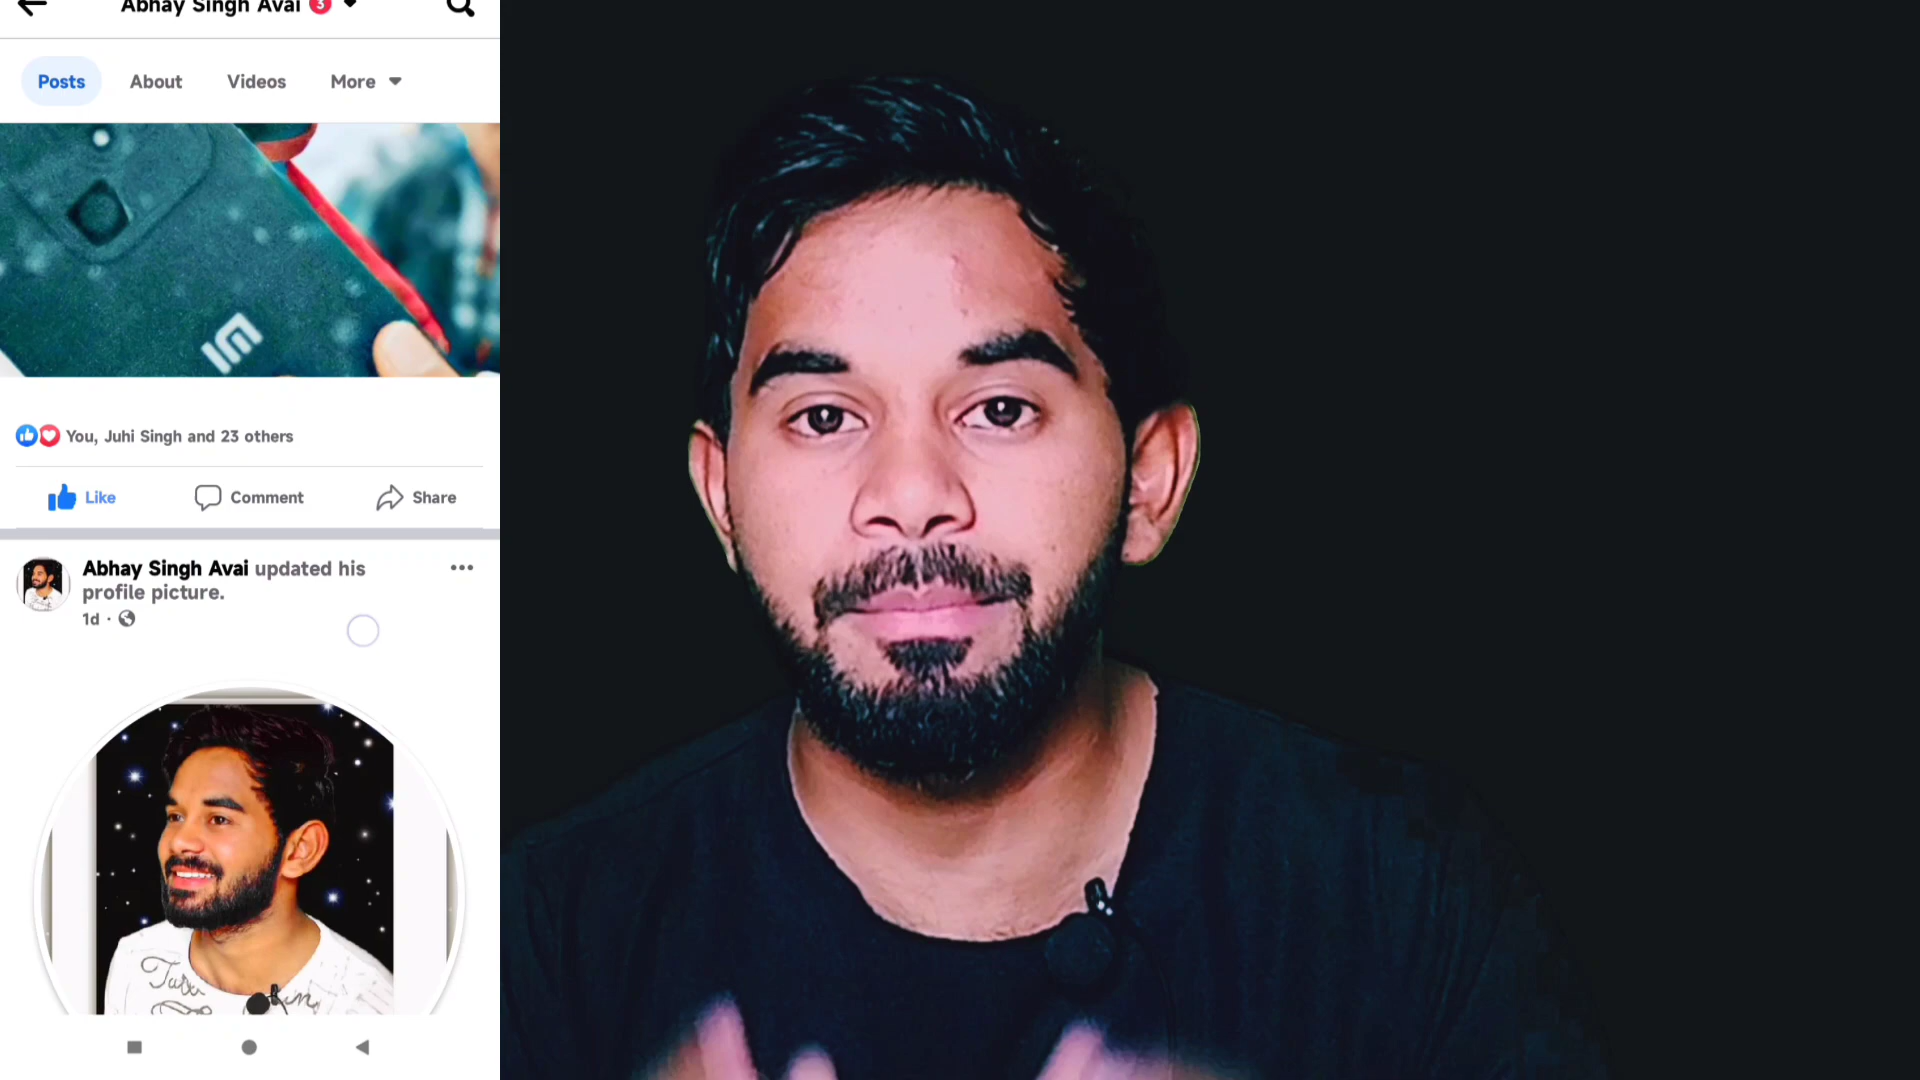 Abhay Singh Avai 3
Posts About Videos More
You, Juhi Singh and 23 others
Like Comment Share
Abhay Singh Avai updated his
profile picture.
1d ·